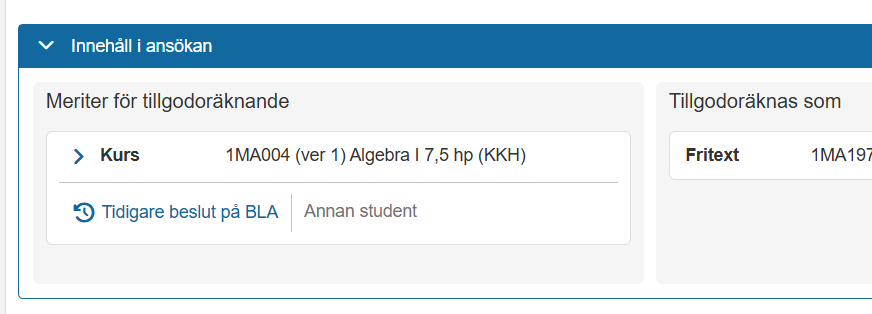 Innehåll i ansökan
Meriter för tillgodoräknande
Kurs 1MA004 (ver 1) Algebra I 7,5 hp (KKH)
Tidigare beslut på BLA Annan student
Tillgodoräknas som
Fritext 1MA197